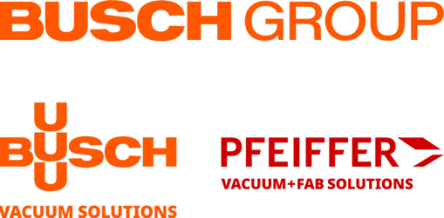 BUSCH GROUP
BUSCH
VACUUM SOLUTIONS
PFEIFFER
VACUUM+FAB SOLUTIONS